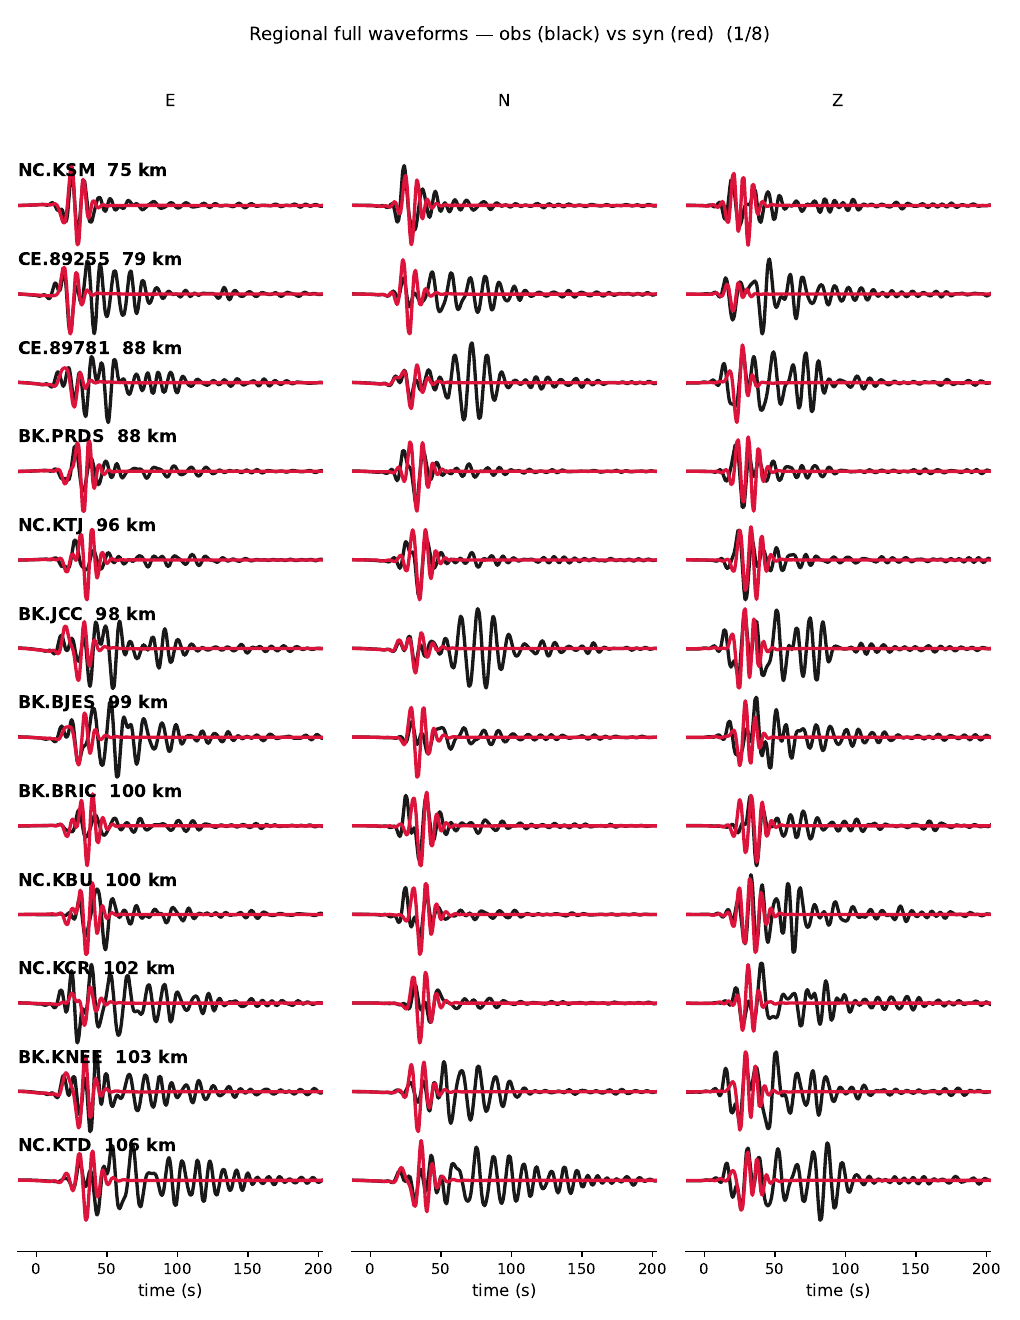 Regional full waveforms — obs (black) vs syn (red)  (1/8)
E N Z
NC.KSM  75 km
CE.89255  79 km
CE.89781  88 km
BK.PRDS  88 km
NC.KTJ  96 km
BK.JCC  98 km
BK.BJES  99 km
BK.BRIC  100 km
NC.KBU  100 km
NC.KCR  102 km
BK.KNEE  103 km
NC.KTD  106 km
0 50 100 150 200 0 50 100 150 200 0 50 100 150 200
time (s) time (s) time (s)